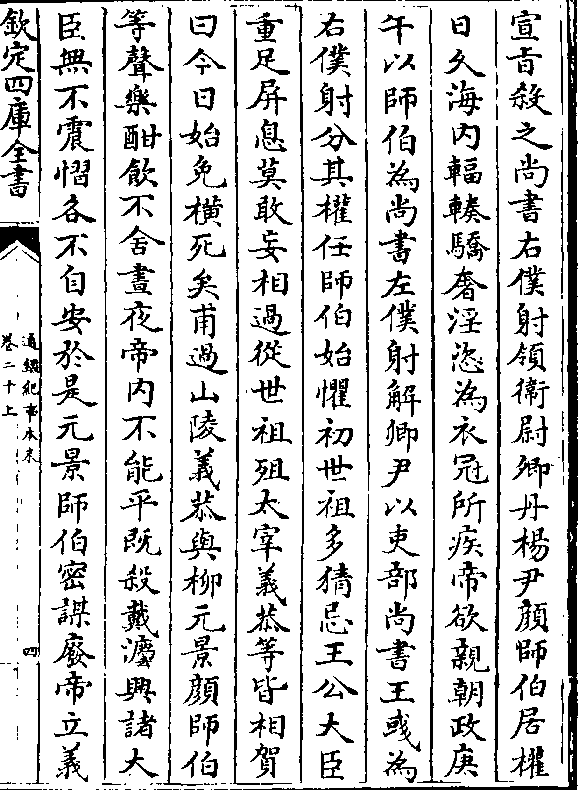 宣旨殺之尚書右僕射領衛尉卿丹楊尹顔師伯居權
日久海内輻輳驕奢淫恣為衣冠所疾帝欲親朝政庚
午以師伯為尚書左僕射解卿尹以吏部尚書王彧為
右僕射分其權任師伯始懼初世祖多猜忌王公大臣
重足屏息莫敢妄相過從世祖殂太宰義恭等皆相賀
曰今日始免橫死矣甫過山陵義恭與柳元景顔師伯
等聲樂酣飲不舍晝夜帝内不能平既殺戴灋興諸大
臣無不震慴各不自安於是元景師伯密謀廢帝立義
欽定四庫全書
通鑑紀事本末
卷二十上
四